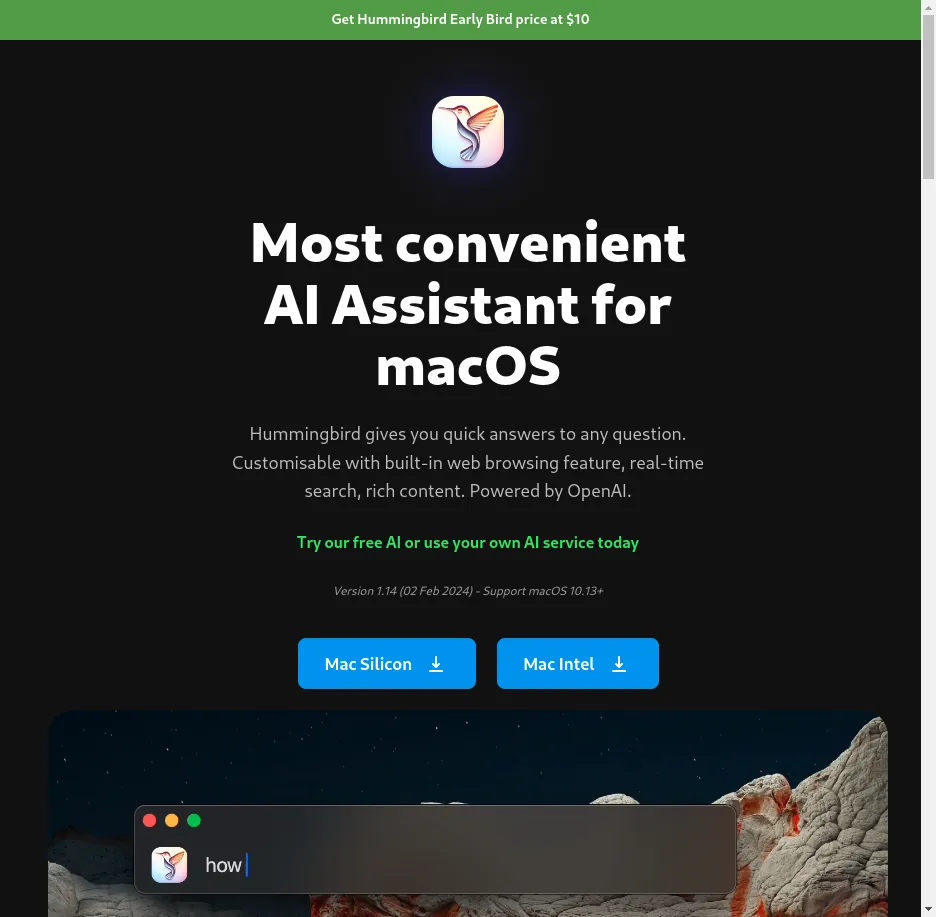 Get Hummingbird Early Bird price at $10
Most convenient
AI Assistant for
macOS
Hummingbird gives you quick answers to any question.
Customisable with built-in web browsing feature, real-time
search, rich content. Powered by OpenAI.
Try our free AI or use your own AI service today
Version 1.14 (02 Feb 2024) - Support macOS 10.13+
Mac Silicon
Mac Intel
how